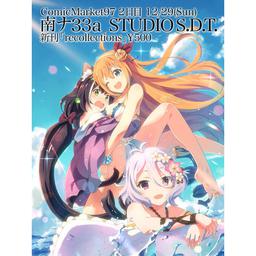 ComicMarket97 2日目 12/29(Sun)
南ナ33a STUDIO S.D.T.
新刊「recollections」¥500-